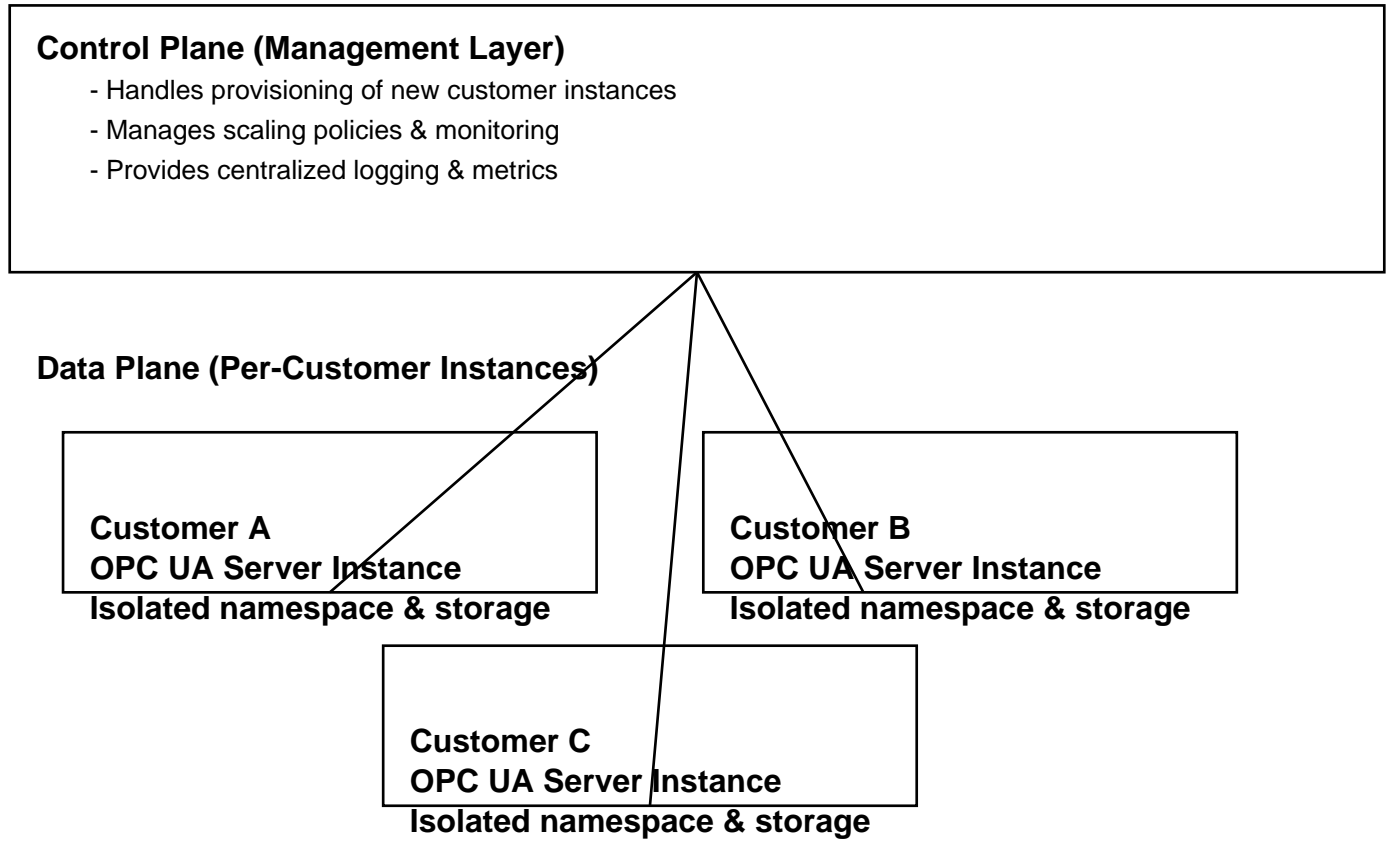 Control Plane (Management Layer)
- Handles provisioning of new customer instances
- Manages scaling policies & monitoring
- Provides centralized logging & metrics
Data Plane (Per-Customer Instances)
Customer A
OPC UA Server Instance
Isolated namespace & storage
Customer B
OPC UA Server Instance
Isolated namespace & storage
Customer C
OPC UA Server Instance
Isolated namespace & storage